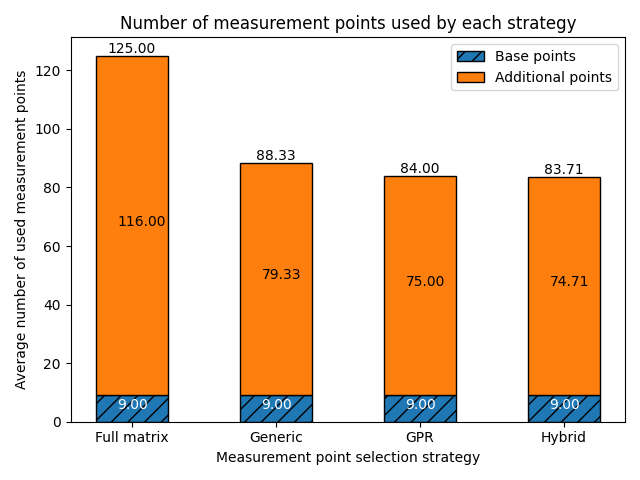 Number of measurement points used by each strategy
Base points
Additional points
Average number of used measurement points
0
20
40
60
80
100
120
125.00
88.33
84.00
83.71
116.00
79.33
75.00
74.71
9.00
9.00
9.00
9.00
Full matrix
Generic
GPR
Hybrid
Measurement point selection strategy